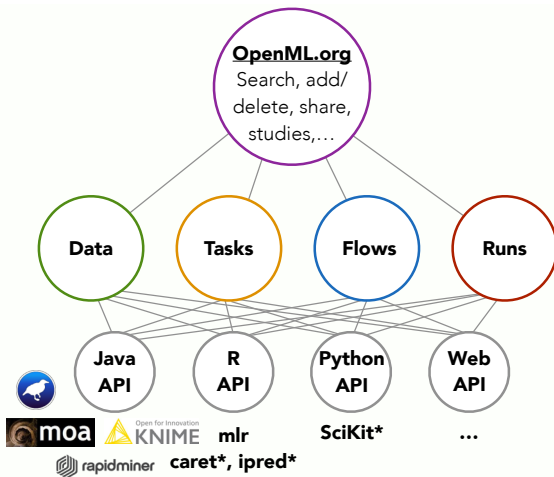 OpenML.org
Search, add/
delete, share,
studies,...
Data
Tasks
Flows
Runs
Java
API
R
API
Python
API
Web
API
moa
Open for Innovation
KNIME
mlr
SciKit*
...
rapidminer
caret*, ipred*